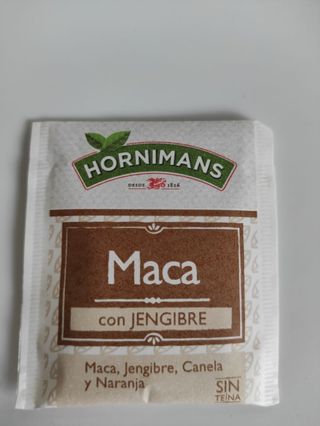 HORNIMANS
DESDE 1826
Maca
con JENGIBRE
Maca, Jengibre, Canela
y Naranja
SIN
TEÍNA